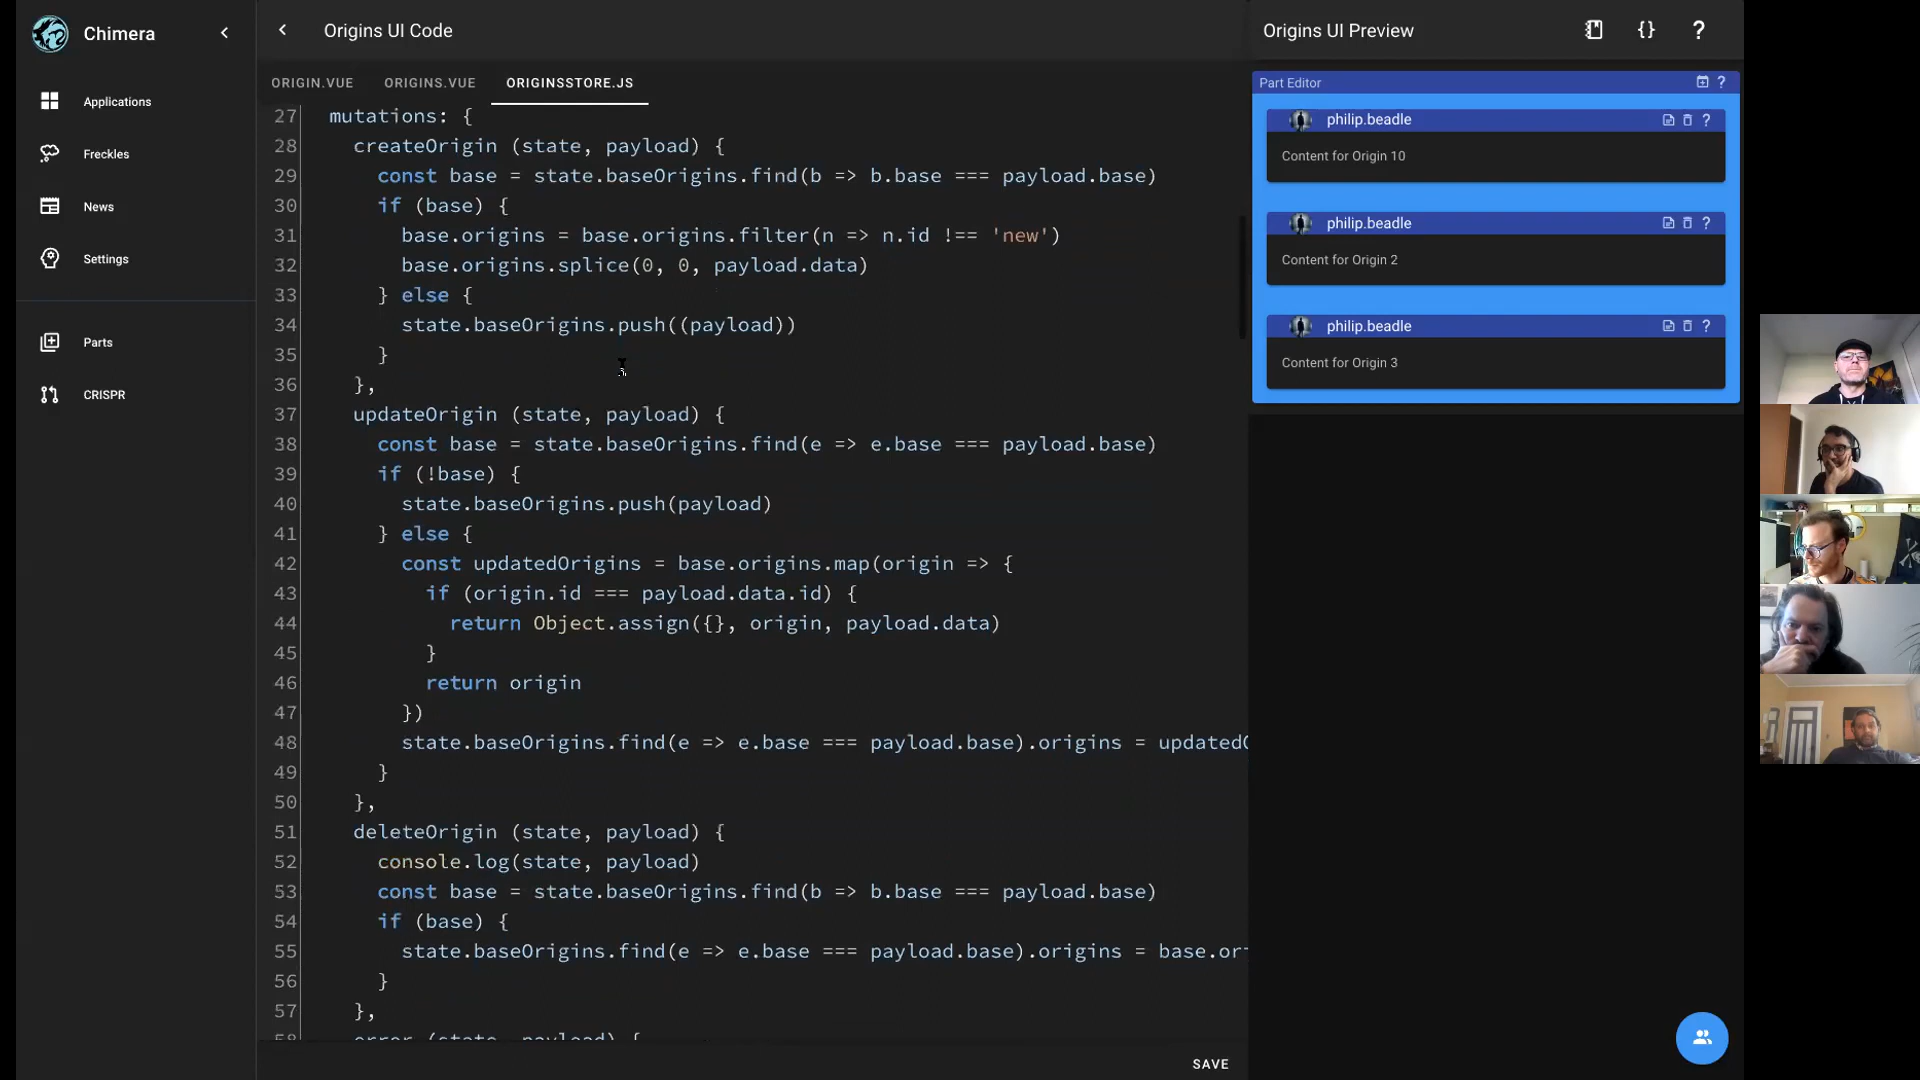 Chimera
Applications
Freckles
News
Settings
Parts
CRISPR
Origins UI Code
ORIGIN.VUE
ORIGINS.VUE
ORIGINSSTORE.JS
27 mutations: {
28 createOrigin (state, payload) {
29 const base = state.baseOrigins.find(b => b.base === payload.base)
30 if (base) {
31 base.origins = base.origins.filter(n => n.id !== 'new')
32 base.origins.splice(0, 0, payload.data)
33 } else {
34 state.baseOrigins.push((payload))
35 }
36 },
37 updateOrigin (state, payload) {
38 const base = state.baseOrigins.find(e => e.base === payload.base)
39 if (!base) {
40 state.baseOrigins.push(payload)
41 } else {
42 const updatedOrigins = base.origins.map(origin => {
43 if (origin.id === payload.data.id) {
44 return Object.assign({}, origin, payload.data)
45 }
46 return origin
47 })
48 state.baseOrigins.find(e => e.base === payload.base).origins = updatedO
49 }
50 },
51 deleteOrigin (state, payload) {
52 console.log(state, payload)
53 const base = state.baseOrigins.find(b => b.base === payload.base)
54 if (base) {
55 state.baseOrigins.find(e => e.base === payload.base).origins = base.ori
56 }
57 },
58 error (state, payload) {
SAVE
Origins UI Preview
{} ?
Part Editor
?
philip.beadle
?
Content for Origin 10
philip.beadle
?
Content for Origin 2
philip.beadle
?
Content for Origin 3